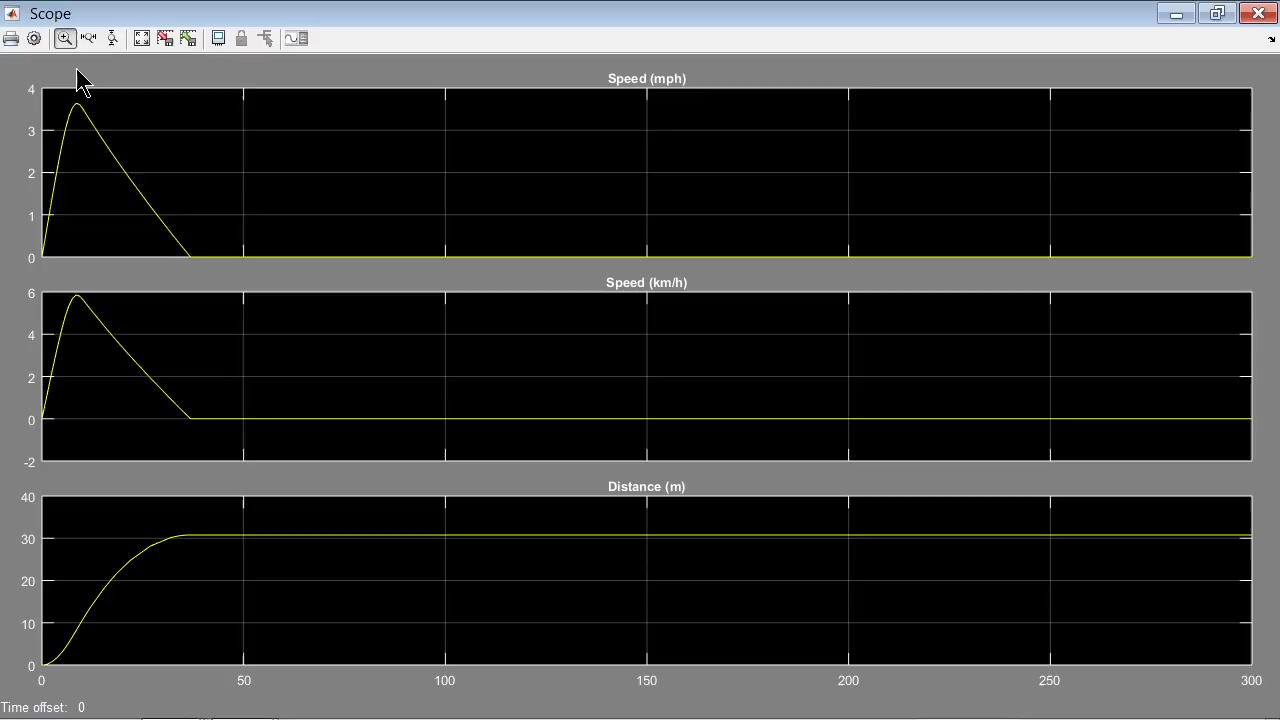 Scope
Speed (mph)
4
3
2
1
0
Speed (km/h)
6
4
2
0
-2
Distance (m)
40
30
20
10
0
0 50 100 150 200 250 300
Time offset: 0